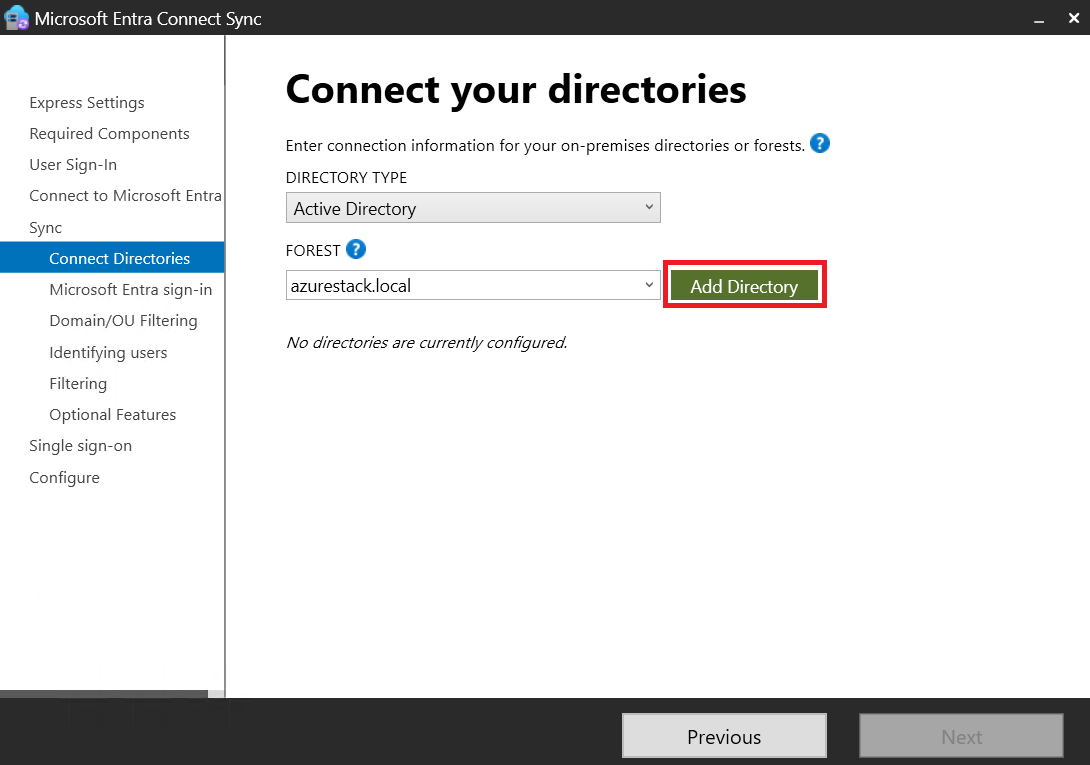 Microsoft Entra Connect Sync
Express Settings
Required Components
User Sign-In
Connect to Microsoft Entra
Sync
Connect Directories
Microsoft Entra sign-in
Domain/OU Filtering
Identifying users
Filtering
Optional Features
Single sign-on
Configure
Connect your directories
Enter connection information for your on-premises directories or forests. ?
DIRECTORY TYPE
Active Directory
FOREST ?
azurestack.local
Add Directory
No directories are currently configured.
Previous
Next